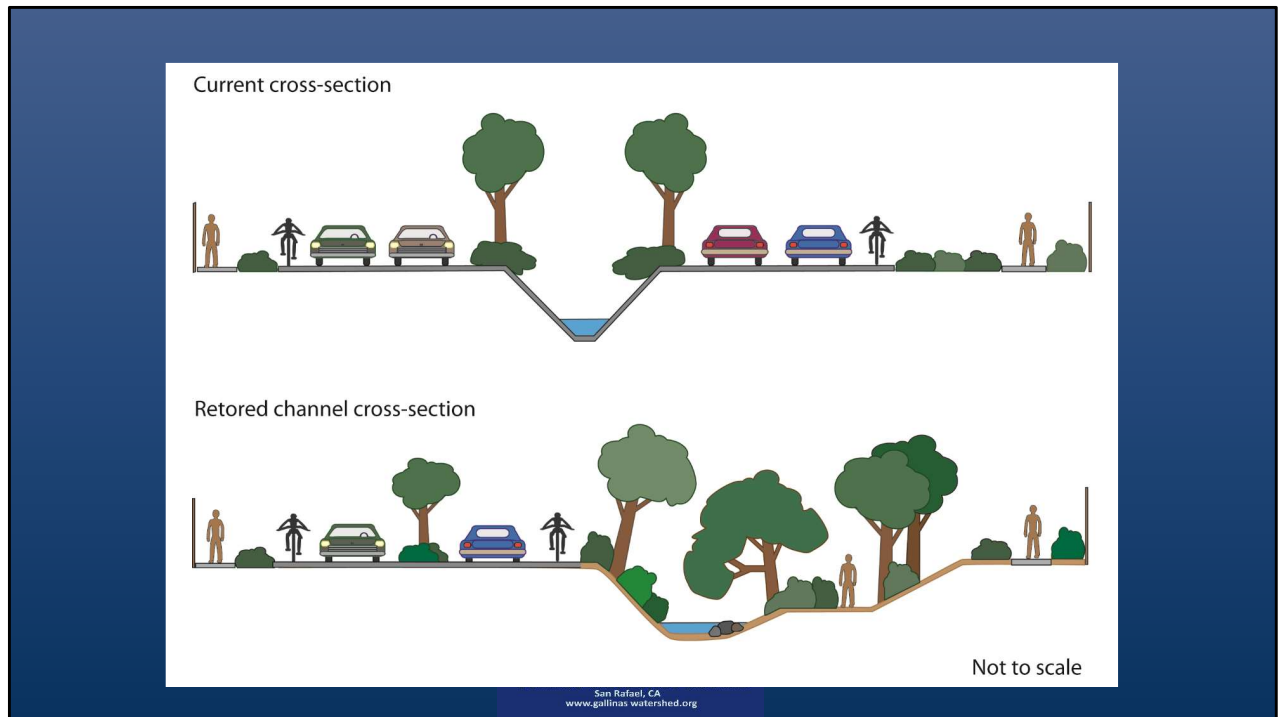 Current cross-section
Retored channel cross-section
Not to scale
San Rafael, CA
www.gallinas watershed.org